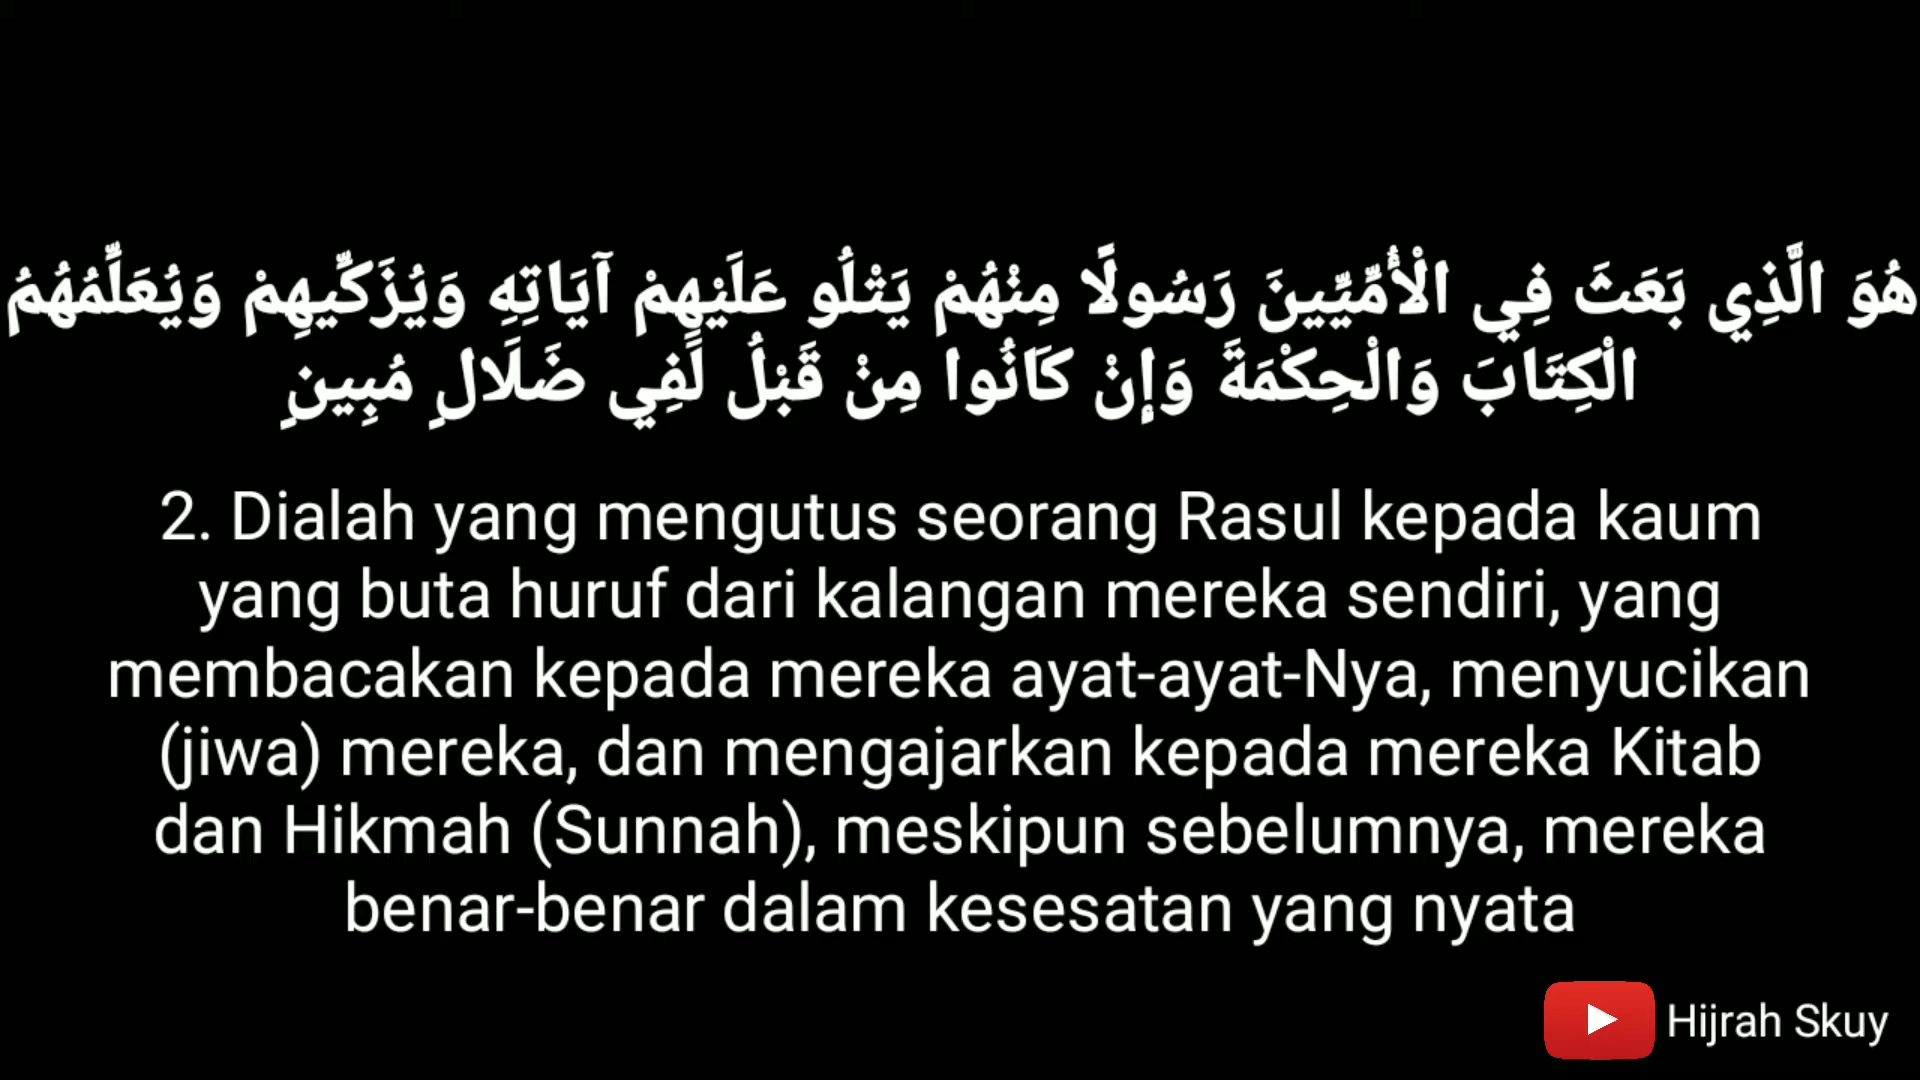 هُوَ الَّذِي بَعَثَ فِي الْأُمِّيِّينَ رَسُولًا مِنْهُمْ يَتْلُو عَلَيْهِمْ آيَاتِهِ وَيُزَكِّيهِمْ وَيُعَلِّمُهُمُ
الْكِتَابَ وَالْحِكْمَةَ وَإِنْ كَانُوا مِنْ قَبْلُ لَفِي ضَلَالٍ مُبِينٍ
2. Dialah yang mengutus seorang Rasul kepada kaum
yang buta huruf dari kalangan mereka sendiri, yang
membacakan kepada mereka ayat-ayat-Nya, menyucikan
(jiwa) mereka, dan mengajarkan kepada mereka Kitab
dan Hikmah (Sunnah), meskipun sebelumnya, mereka
benar-benar dalam kesesatan yang nyata
Hijrah Skuy